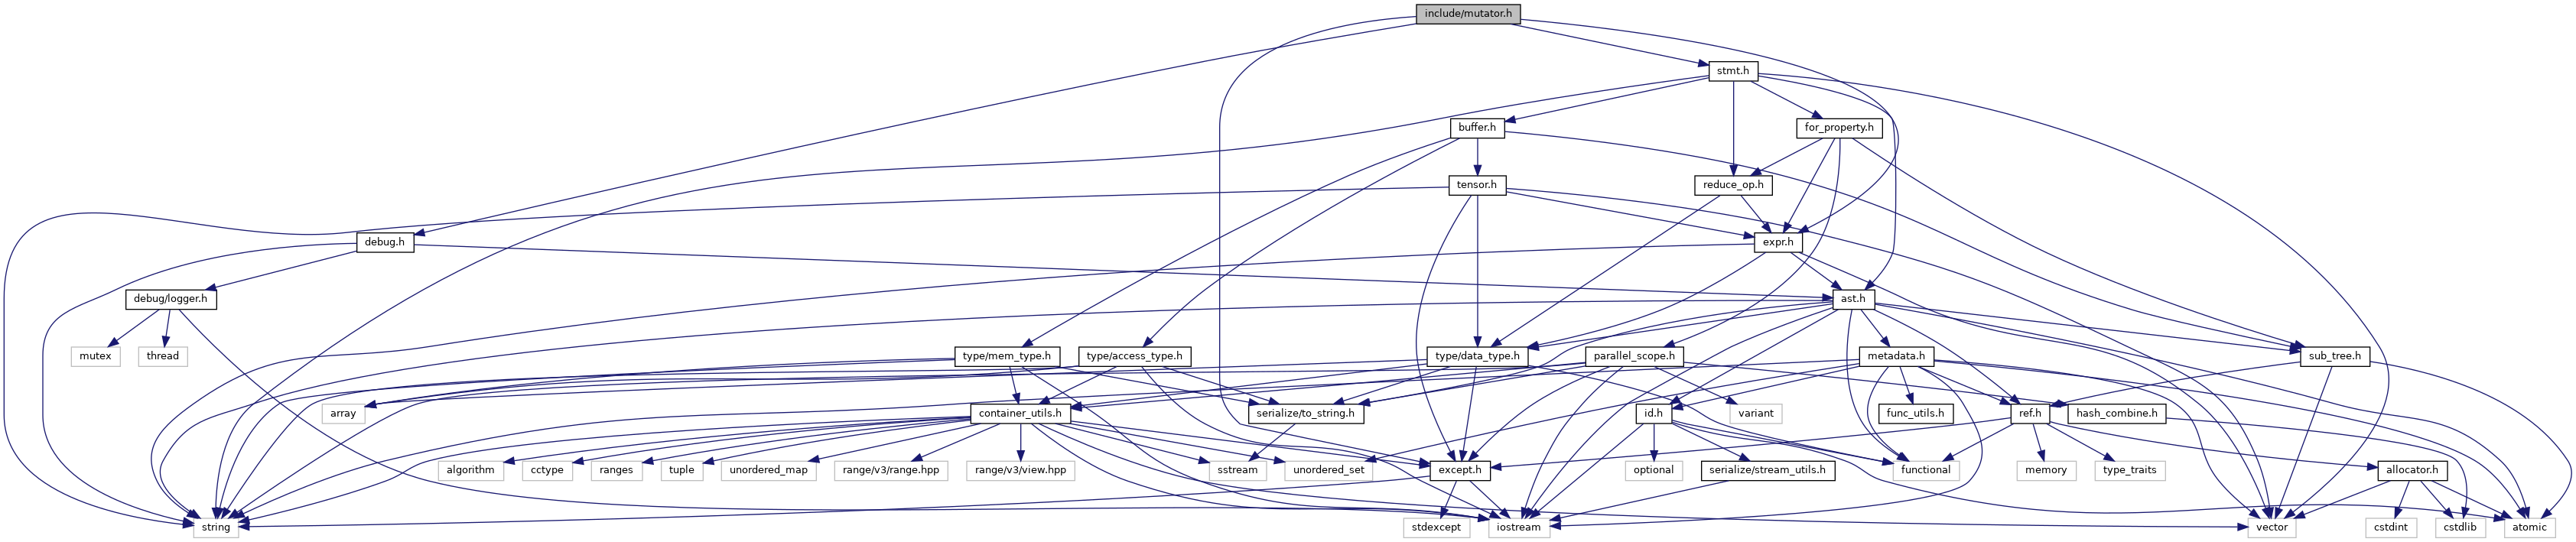 include/mutator.h
stmt.h
buffer.h
for_property.h
tensor.h
reduce_op.h
debug.h
expr.h
debug/logger.h
ast.h
mutex
thread
type/mem_type.h
type/access_type.h
type/data_type.h
parallel_scope.h
metadata.h
sub_tree.h
array
container_utils.h
serialize/to_string.h
variant
id.h
func_utils.h
ref.h
hash_combine.h
algorithm
cctype
ranges
tuple
unordered_map
range/v3/range.hpp
range/v3/view.hpp
sstream
unordered_set
except.h
optional
serialize/stream_utils.h
functional
memory
type_traits
allocator.h
string
stdexcept
iostream
vector
cstdint
cstdlib
atomic